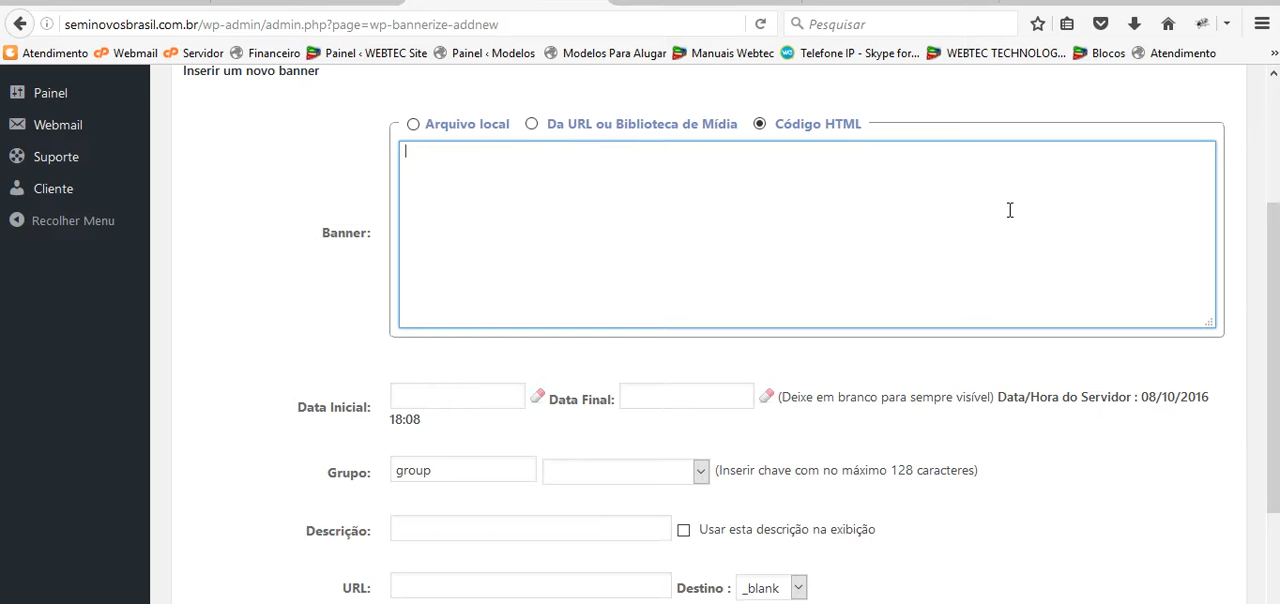 seminovosbrasil.com.br/wp-admin/admin.php?page=wp-bannerize-addnew
Pesquisar
Atendimento Webmail Servidor Financeiro Painel ‹ WEBTEC Site Painel ‹ Modelos Modelos Para Alugar Manuais Webtec Telefone IP - Skype for... WEBTEC TECHNOLOG... Blocos Atendimento »
Inserir um novo banner
Painel
Webmail
Suporte
Cliente
Recolher Menu
Arquivo local Da URL ou Biblioteca de Mídia Código HTML
Banner:
Data Inicial: Data Final: (Deixe em branco para sempre visível) Data/Hora do Servidor : 08/10/2016
18:08
Grupo: group (Inserir chave com no máximo 128 caracteres)
Descrição: Usar esta descrição na exibição
URL: Destino : _blank